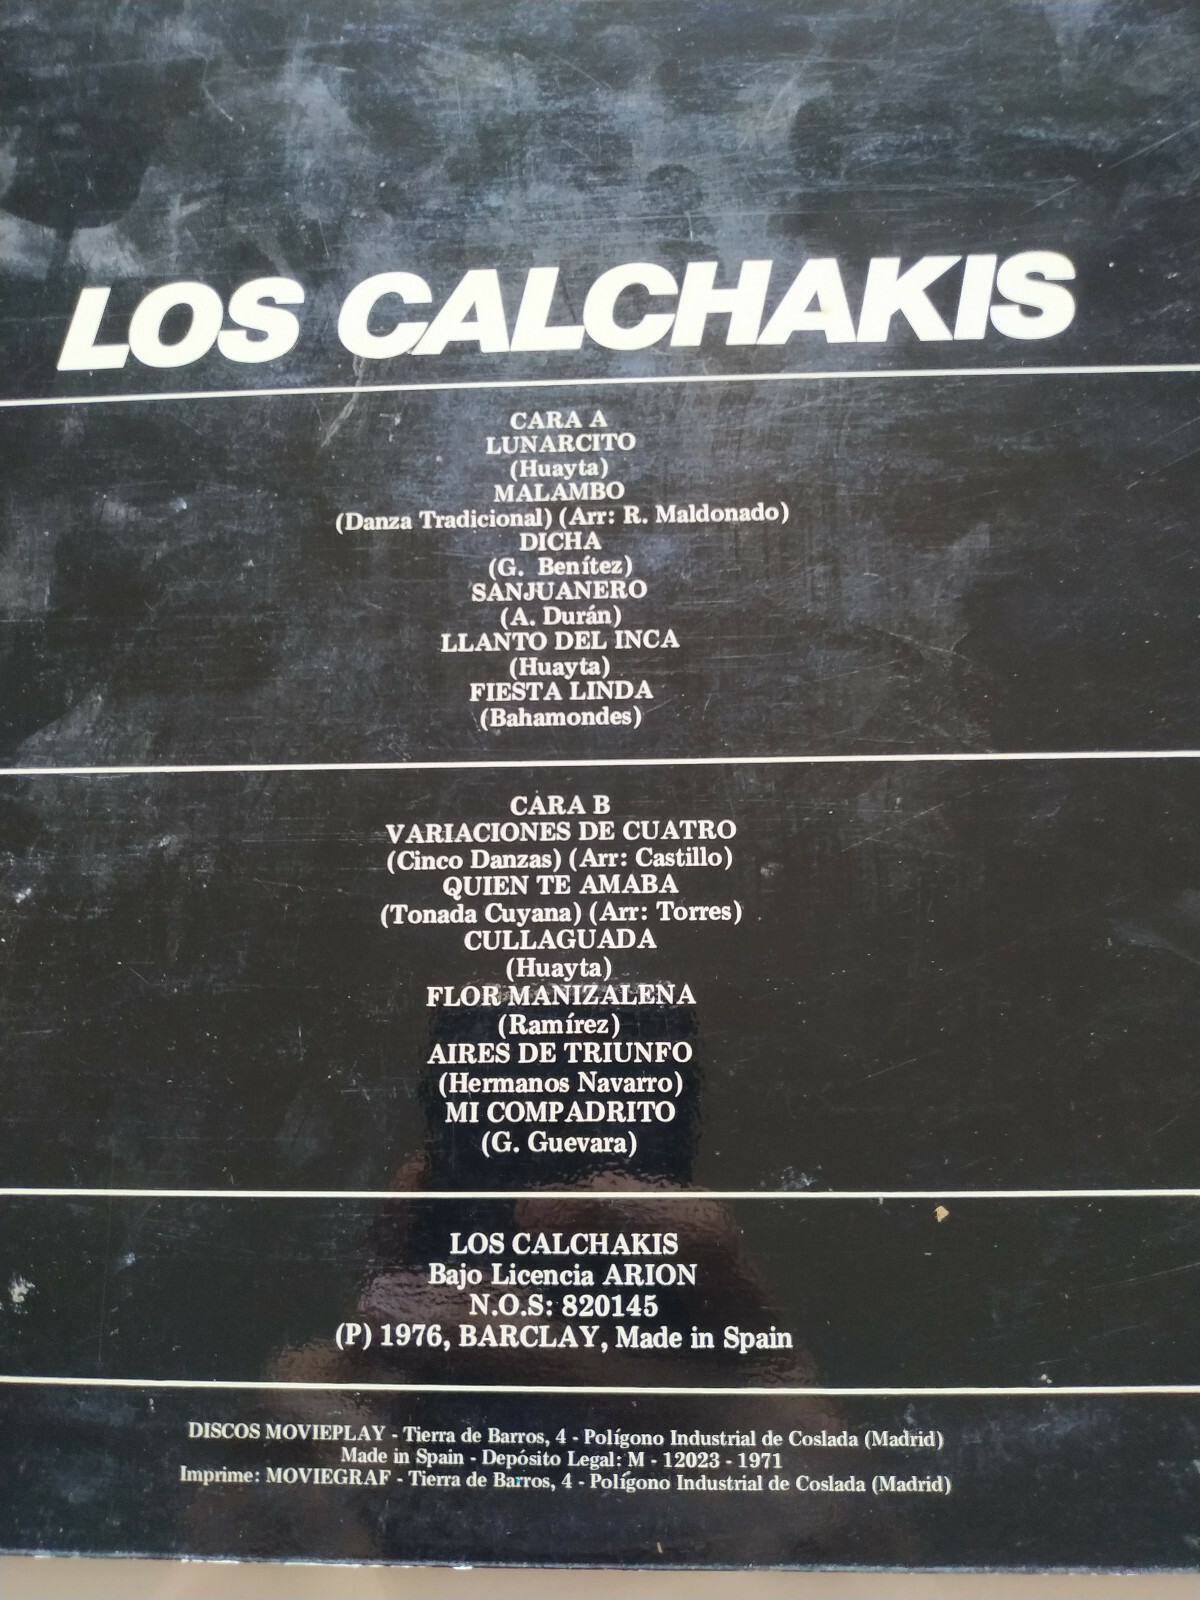 LOS CALCHAKIS
CARA A
LUNARCITO
(Huayta)
MALAMBO
(Danza Tradicional) (Arr: R. Maldonado)
DICHA
(G. Benítez)
SANJUANERO
(A. Durán)
LLANTO DEL INCA
(Huayta)
FIESTA LINDA
(Bahamondes)
CARA B
VARIACIONES DE CUATRO
(Cinco Danzas) (Arr: Castillo)
QUIEN TE AMABA
(Tonada Cuyana) (Arr: Torres)
CULLAGUADA
(Huayta)
FLOR MANIZALENA
(Ramírez)
AIRES DE TRIUNFO
(Hermanos Navarro)
MI COMPADRITO
(G. Guevara)
LOS CALCHAKIS
Bajo Licencia ARION
N.O.S: 820145
(P) 1976, BARCLAY, Made in Spain
DISCOS MOVIEPLAY - Tierra de Barros, 4 - Polígono Industrial de Coslada (Madrid)
Made in Spain - Depósito Legal: M - 12023 - 1971
Imprime: MOVIEGRAF - Tierra de Barros, 4 - Polígono Industrial de Coslada (Madrid)